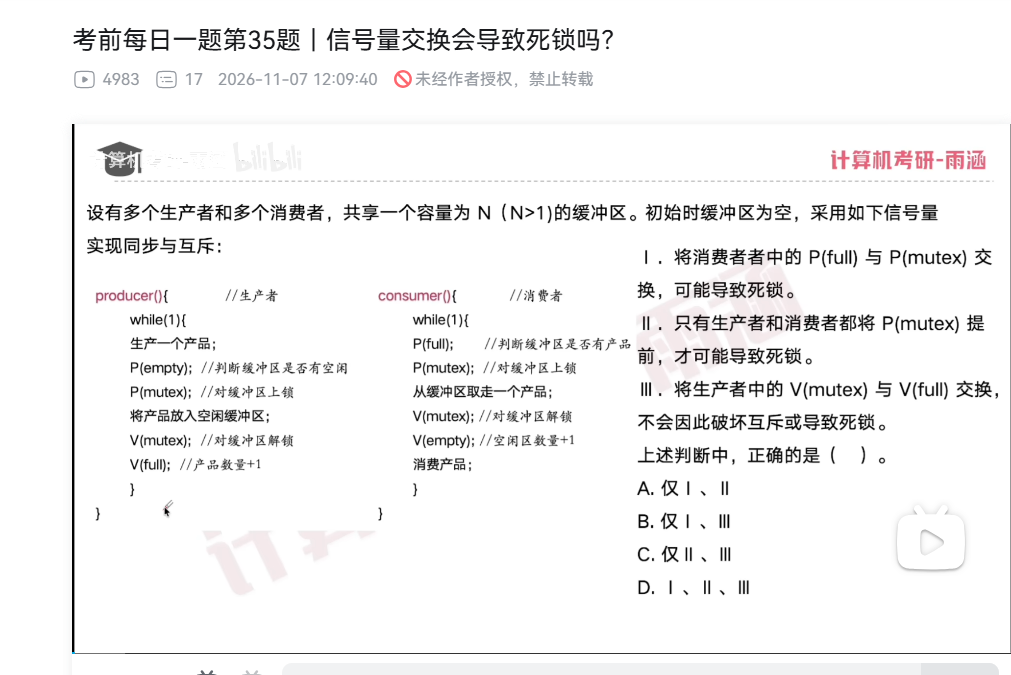 考前每日一题第35题丨信号量交换会导致死锁吗？
4983 17 2026-11-07 12:09:40 未经作者授权，禁止转载
bilibili
计算机考研-雨涵
设有多个生产者和多个消费者，共享一个容量为 N（N>1)的缓冲区。初始时缓冲区为空，采用如下信号量
实现同步与互斥：
producer(){ //生产者
while(1){
生产一个产品；
P(empty); //判断缓冲区是否有空闲
P(mutex); //对缓冲区上锁
将产品放入空闲缓冲区；
V(mutex); //对缓冲区解锁
V(full); //产品数量+1
}
}
consumer(){ //消费者
while(1){
P(full); //判断缓冲区是否有产品
P(mutex); //对缓冲区上锁
从缓冲区取走一个产品；
V(mutex); //对缓冲区解锁
V(empty); //空闲区数量+1
消费产品；
}
}
Ⅰ．将消费者者中的 P(full) 与 P(mutex) 交
换，可能导致死锁。
Ⅱ．只有生产者和消费者都将 P(mutex) 提
前，才可能导致死锁。
Ⅲ．将生产者中的 V(mutex) 与 V(full) 交换，
不会因此破坏互斥或导致死锁。
上述判断中，正确的是（ ）。
A. 仅Ⅰ、Ⅱ
B. 仅Ⅰ、Ⅲ
C. 仅Ⅱ、Ⅲ
D. Ⅰ、Ⅱ、Ⅲ
雨涵
计算